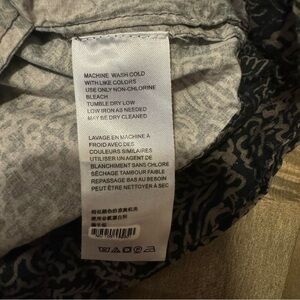 MACHINE WASH COLD
WITH LIKE COLORS
USE ONLY NON-CHLORINE
BLEACH
TUMBLE DRY LOW
LOW IRON AS NEEDED
MAY BE DRY CLEANED
LAVAGE EN MACHINE À
FROID AVEC DES
COULEURS SIMILAIRES
UTILISER UN AGENT DE
BLANCHIMENT SANS CHLORE
SÉCHAGE TAMBOUR FAIBLE
REPASSAGE BAS AU BESOIN
PEUT ÊTRE NETTOYER À SEC